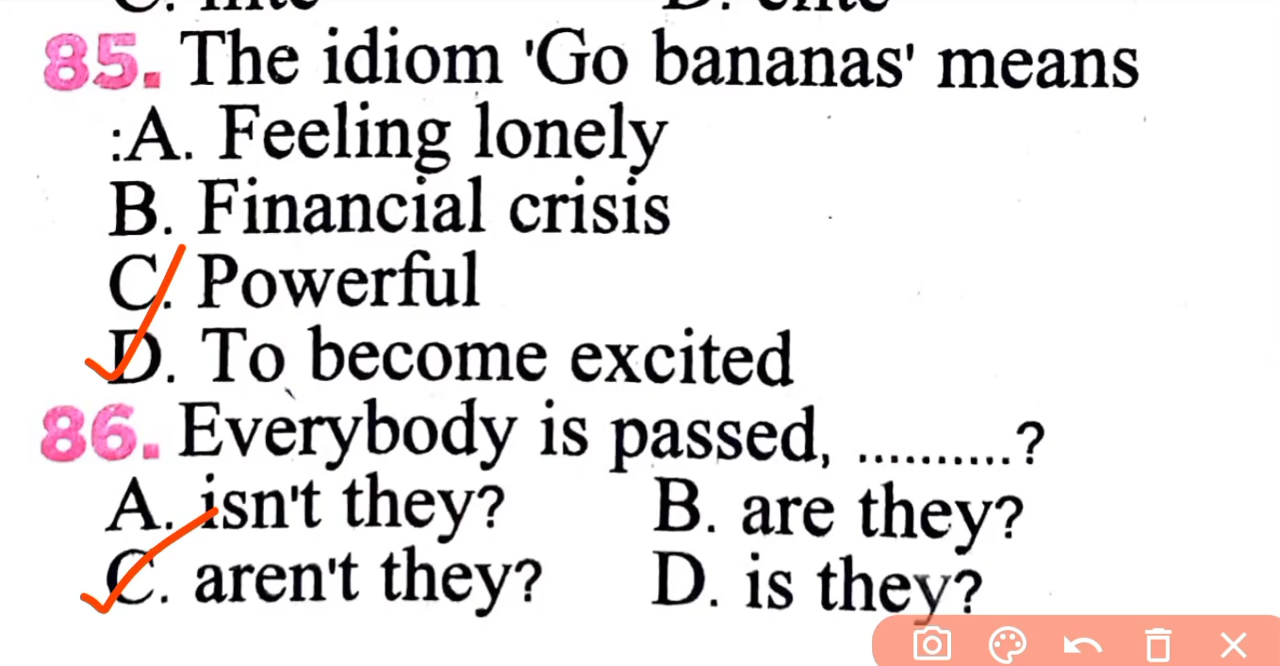 85. The idiom 'Go bananas' means
:A. Feeling lonely
B. Financial crisis
C. Powerful
D. To become excited
86. Everybody is passed, ..........?
A. isn't they? B. are they?
C. aren't they? D. is they?